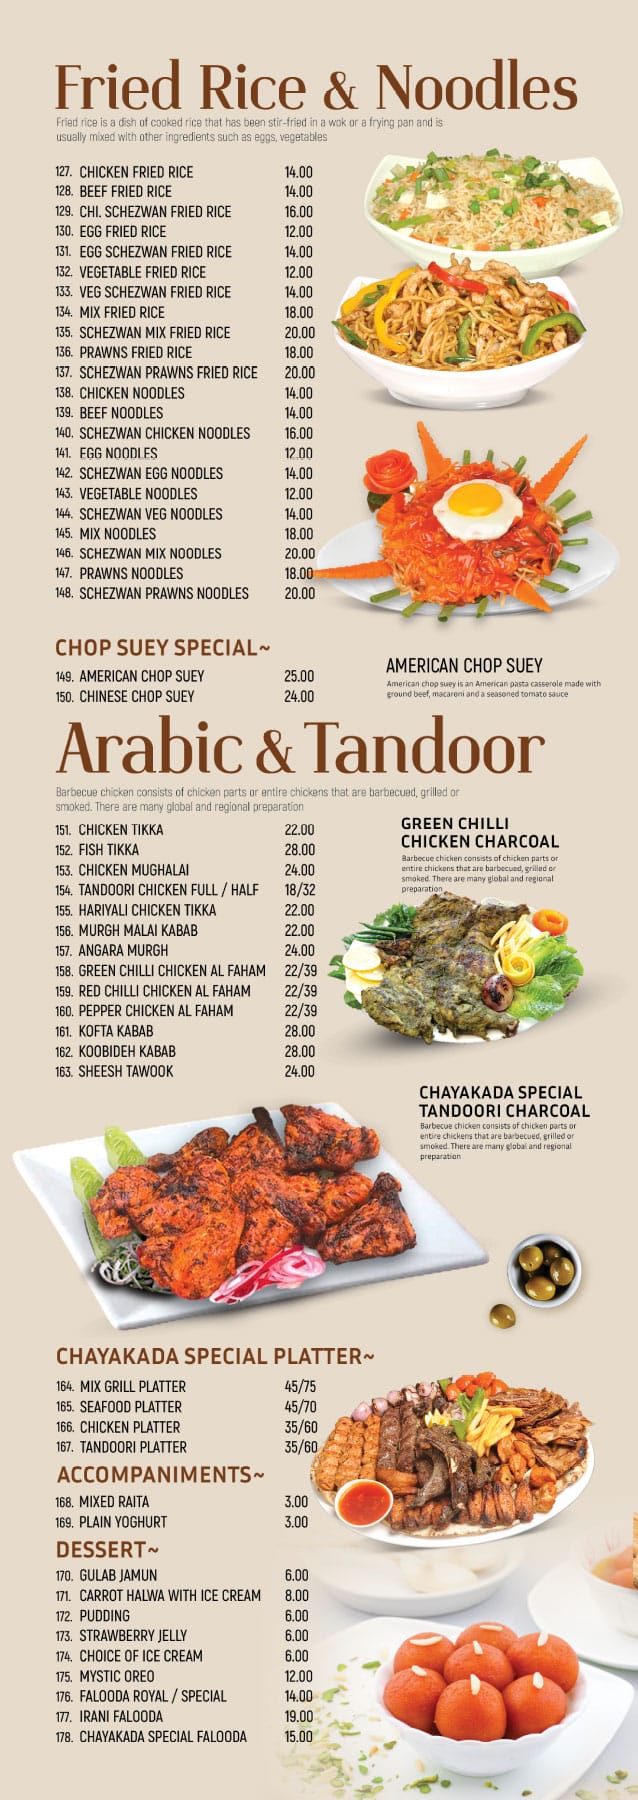 Fried Rice & Noodles
Fried rice is a dish of cooked rice that has been stir-fried in a wok or a frying pan and is
usually mixed with other ingredients such as eggs, vegetables
127. CHICKEN FRIED RICE 14.00
128. BEEF FRIED RICE 14.00
129. CHI. SCHEZWAN FRIED RICE 16.00
130. EGG FRIED RICE 12.00
131. EGG SCHEZWAN FRIED RICE 14.00
132. VEGETABLE FRIED RICE 12.00
133. VEG SCHEZWAN FRIED RICE 14.00
134. MIX FRIED RICE 18.00
135. SCHEZWAN MIX FRIED RICE 20.00
136. PRAWNS FRIED RICE 18.00
137. SCHEZWAN PRAWNS FRIED RICE 20.00
138. CHICKEN NOODLES 14.00
139. BEEF NOODLES 14.00
140. SCHEZWAN CHICKEN NOODLES 16.00
141. EGG NOODLES 12.00
142. SCHEZWAN EGG NOODLES 14.00
143. VEGETABLE NOODLES 12.00
144. SCHEZWAN VEG NOODLES 14.00
145. MIX NOODLES 18.00
146. SCHEZWAN MIX NOODLES 20.00
147. PRAWNS NOODLES 18.00
148. SCHEZWAN PRAWNS NOODLES 20.00
CHOP SUEY SPECIAL~
149. AMERICAN CHOP SUEY 25.00
150. CHINESE CHOP SUEY 24.00
AMERICAN CHOP SUEY
American chop suey is an American pasta casserole made with
ground beef, macaroni and a seasoned tomato sauce
Arabic & Tandoor
Barbecue chicken consists of chicken parts or entire chickens that are barbecued, grilled or
smoked. There are many global and regional preparation
151. CHICKEN TIKKA 22.00
152. FISH TIKKA 28.00
153. CHICKEN MUGHALAI 24.00
154. TANDOORI CHICKEN FULL / HALF 18/32
155. HARIYALI CHICKEN TIKKA 22.00
156. MURGH MALAI KABAB 22.00
157. ANGARA MURGH 24.00
158. GREEN CHILLI CHICKEN AL FAHAM 22/39
159. RED CHILLI CHICKEN AL FAHAM 22/39
160. PEPPER CHICKEN AL FAHAM 22/39
161. KOFTA KABAB 28.00
162. KOOBIDEH KABAB 28.00
163. SHEESH TAWOOK 24.00
GREEN CHILLI
CHICKEN CHARCOAL
Barbecue chicken consists of chicken parts or
entire chickens that are barbecued, grilled or
smoked. There are many global and regional
preparation
CHAYAKADA SPECIAL
TANDOORI CHARCOAL
Barbecue chicken consists of chicken parts or
entire chickens that are barbecued, grilled or
smoked. There are many global and regional
preparation
CHAYAKADA SPECIAL PLATTER~
164. MIX GRILL PLATTER 45/75
165. SEAFOOD PLATTER 45/70
166. CHICKEN PLATTER 35/60
167. TANDOORI PLATTER 35/60
ACCOMPANIMENTS~
168. MIXED RAITA 3.00
169. PLAIN YOGHURT 3.00
DESSERT~
170. GULAB JAMUN 6.00
171. CARROT HALWA WITH ICE CREAM 8.00
172. PUDDING 6.00
173. STRAWBERRY JELLY 6.00
174. CHOICE OF ICE CREAM 6.00
175. MYSTIC OREO 12.00
176. FALOODA ROYAL / SPECIAL 14.00
177. IRANI FALOODA 19.00
178. CHAYAKADA SPECIAL FALOODA 15.00